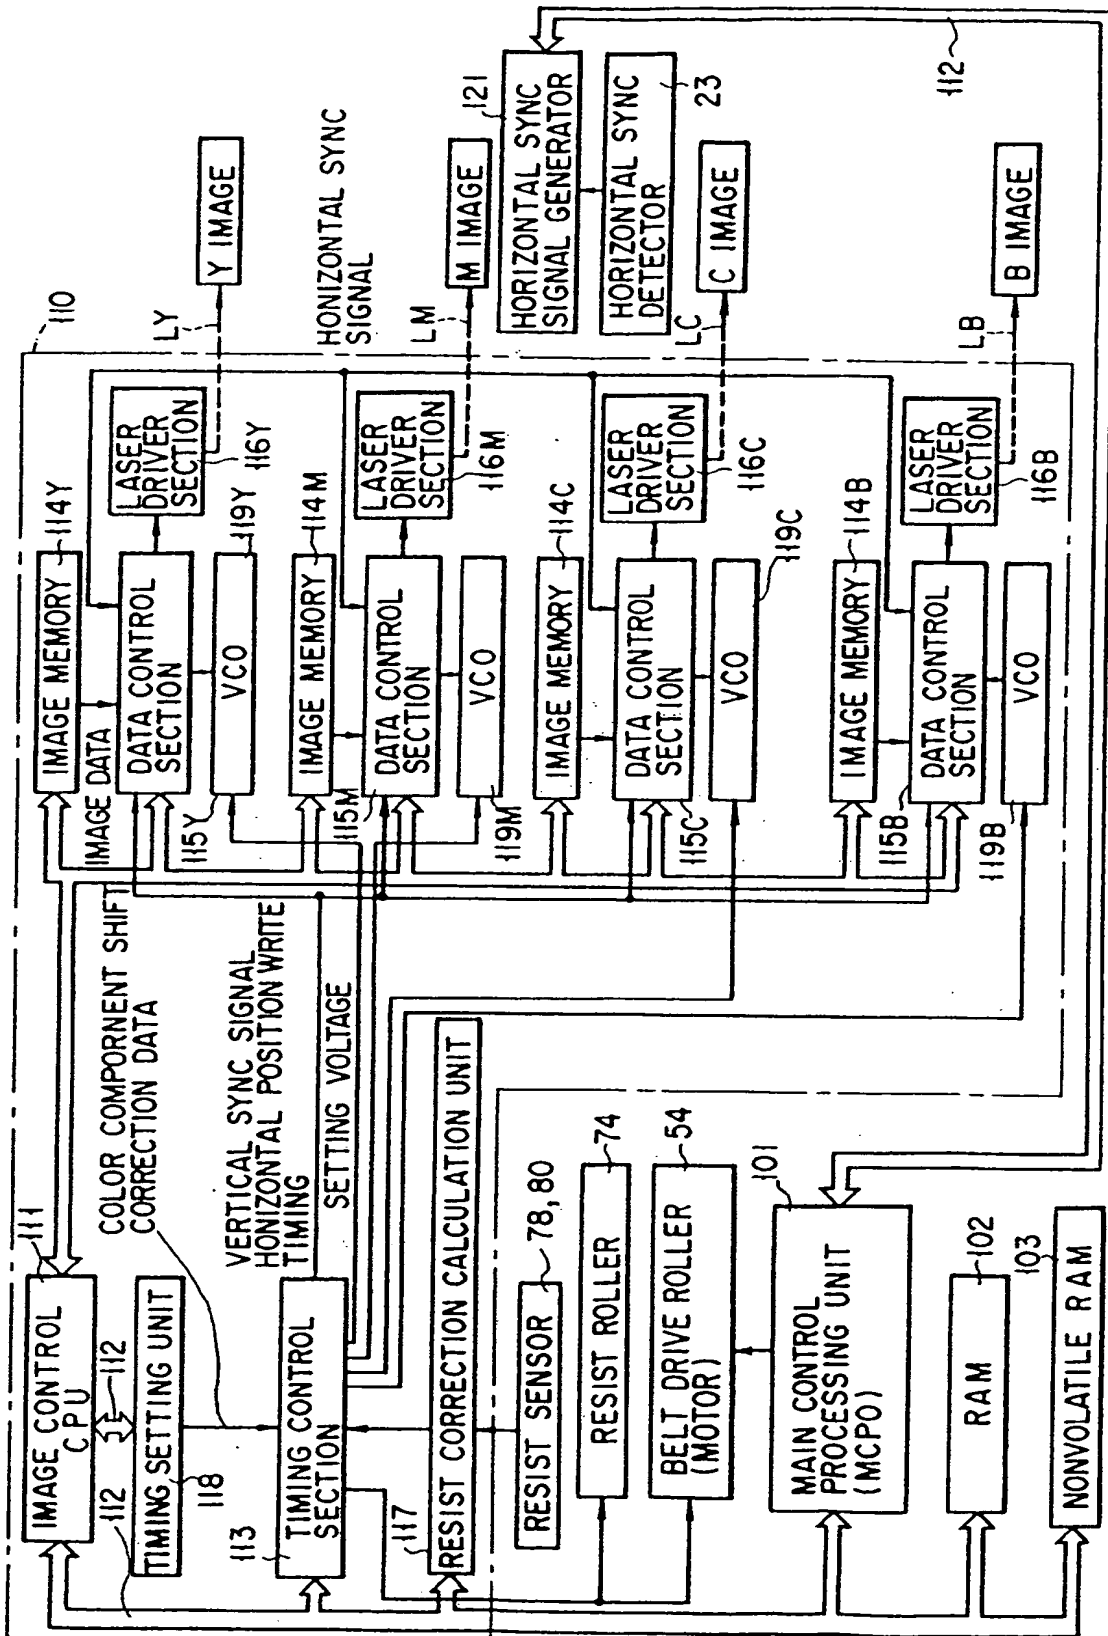 110
IMAGE CONTROL
CPU
111
112
112
TIMING SETTING UNIT
118
COLOR COMPORNENT SHIFT
CORRECTION DATA
TIMING CONTROL
SECTION
113
VERTICAL SYNC SIGNAL
HONIZONTAL POSITION WRITE
TIMING
SETTING VOLTAGE
RESIST CORRECTION CALCULATION UNIT
117
RESIST SENSOR
78, 80
RESIST ROLLER
74
BELT DRIVE ROLLER
(MOTOR)
54
MAIN CONTROL
PROCESSING UNIT
(MCPO)
101
RAM
102
NONVOLATILE RAM
103
IMAGE MEMORY
114Y
IMAGE DATA
DATA CONTROL
SECTION
115Y
VCO
119Y
LASER
DRIVER
SECTION
116Y
LY
Y IMAGE
HONIZONTAL SYNC
SIGNAL
IMAGE MEMORY
114M
DATA CONTROL
SECTION
115M
VCO
119M
LASER
DRIVER
SECTION
116M
LM
M IMAGE
HORIZONTAL SYNC
SIGNAL GENERATOR
121
HORIZONTAL SYNC
DETECTOR
23
IMAGE MEMORY
114C
DATA CONTROL
SECTION
115C
VCO
119C
LASER
DRIVER
SECTION
116C
LC
C IMAGE
IMAGE MEMORY
114B
DATA CONTROL
SECTION
115B
VCO
119B
LASER
DRIVER
SECTION
116B
LB
B IMAGE
112